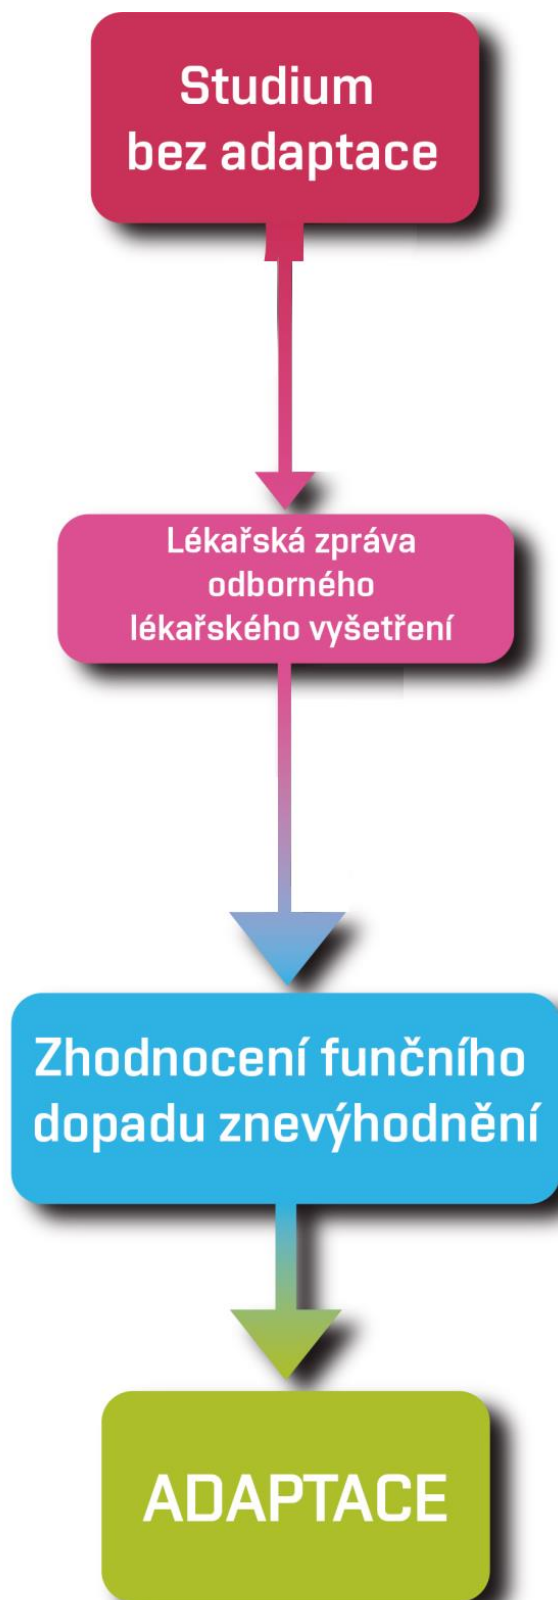 Studium
bez adaptace
Lékařská zpráva
odborného
lékařského vyšetření
Zhodnocení funčního
dopadu znevýhodnění
ADAPTACE